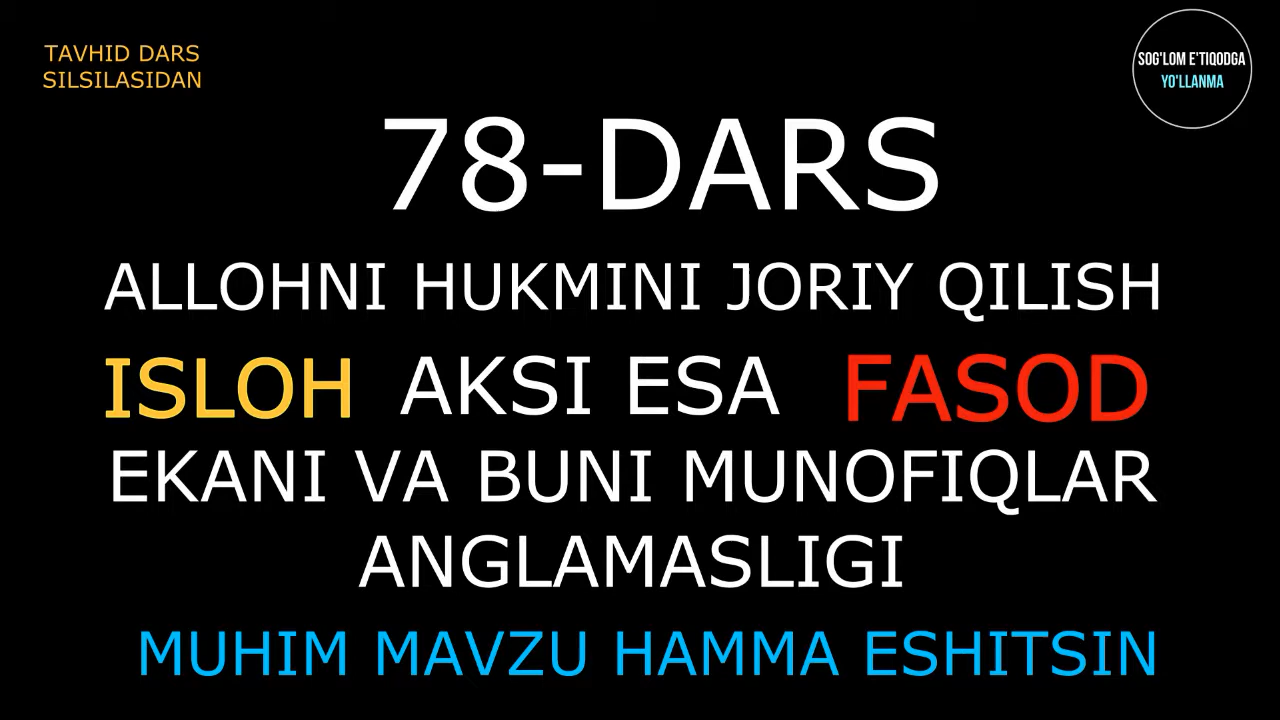 TAVHID DARS
SILSILASIDAN
SOG'LOM E'TIQODGA
YO'LLANMA
78-DARS
ALLOHNI HUKMINI JORIY QILISH
ISLOH AKSI ESA FASOD
EKANI VA BUNI MUNOFIQLAR
ANGLAMASLIGI
MUHIM MAVZU HAMMA ESHITSIN